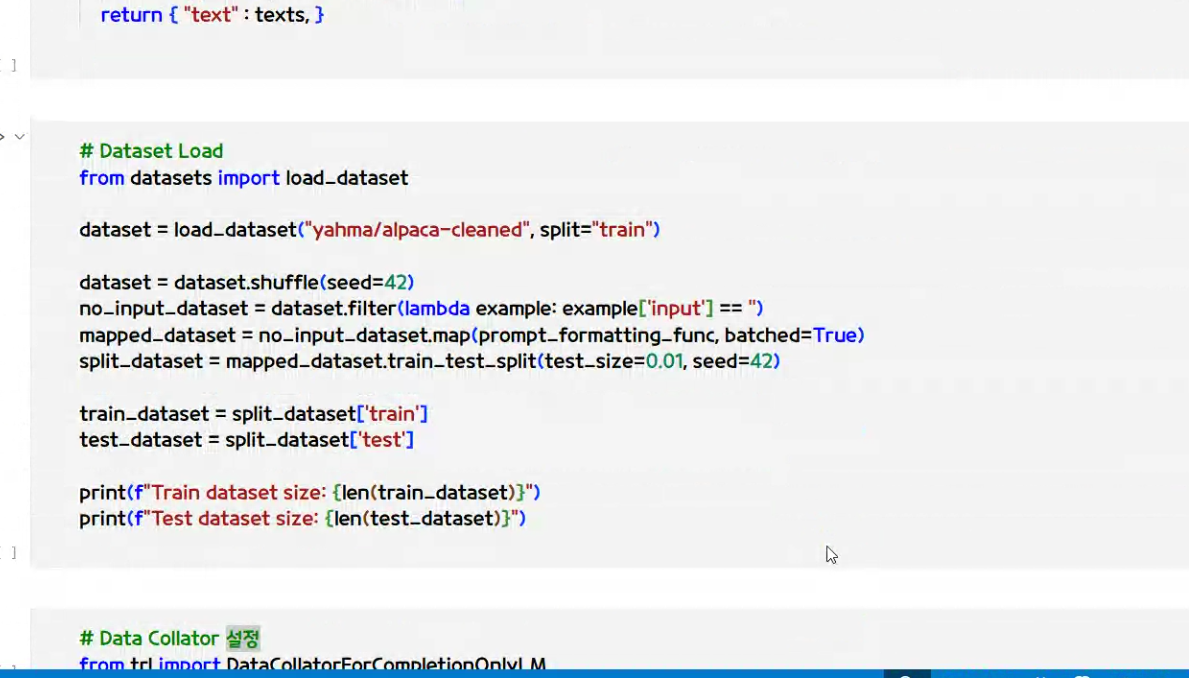 return { "text" : texts, }
[ ]
# Dataset Load
from datasets import load_dataset
dataset = load_dataset("yahma/alpaca-cleaned", split="train")
dataset = dataset.shuffle(seed=42)
no_input_dataset = dataset.filter(lambda example: example['input'] == '')
mapped_dataset = no_input_dataset.map(prompt_formatting_func, batched=True)
split_dataset = mapped_dataset.train_test_split(test_size=0.01, seed=42)
train_dataset = split_dataset['train']
test_dataset = split_dataset['test']
print(f"Train dataset size: {len(train_dataset)}")
print(f"Test dataset size: {len(test_dataset)}")
[ ]
# Data Collator 설정
from trl import DataCollatorForCompletionOnlyLM